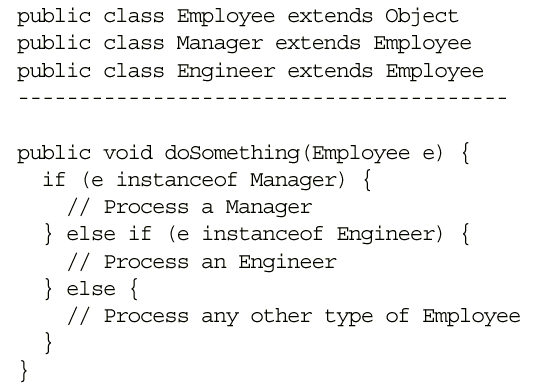 public class Employee extends Object
public class Manager extends Employee
public class Engineer extends Employee
----------------------------------------
public void doSomething(Employee e) {
  if (e instanceof Manager) {
    // Process a Manager
  } else if (e instanceof Engineer) {
    // Process an Engineer
  } else {
    // Process any other type of Employee
  }
}